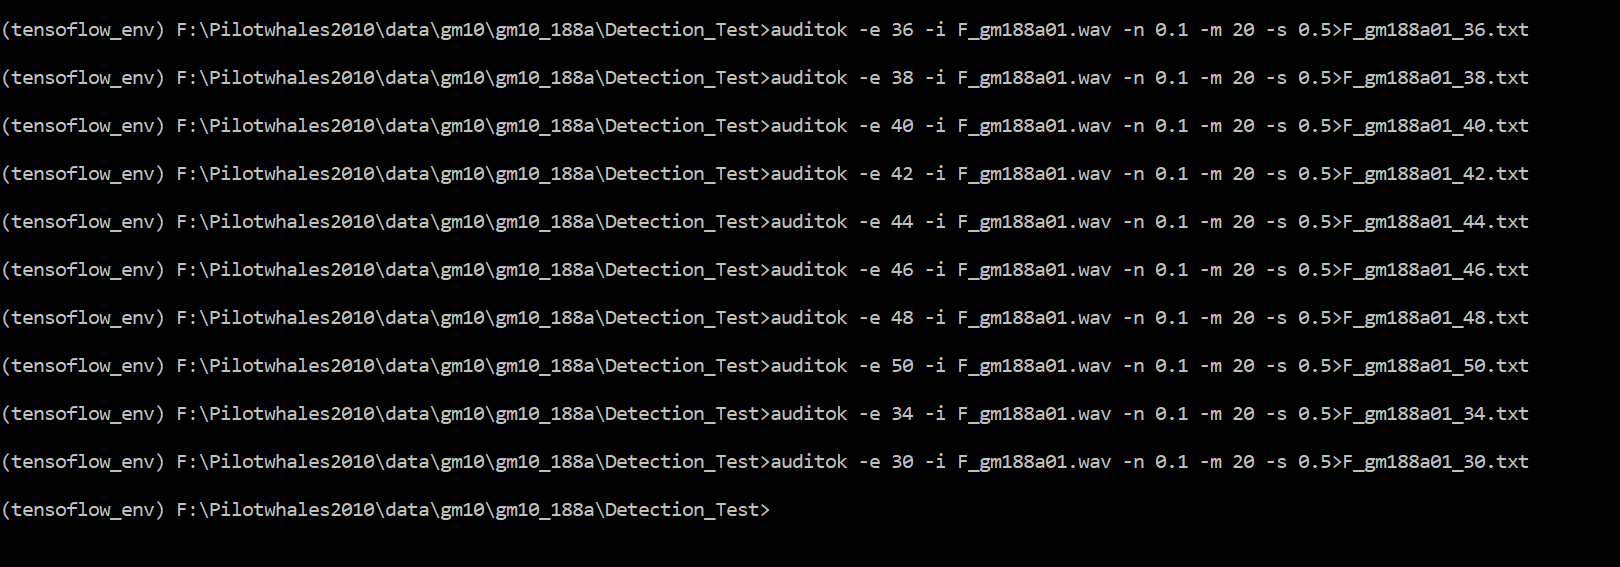 (tensoflow_env) F:\Pilotwhales2010\data\gm10\gm10_188a\Detection_Test>auditok -e 36 -i F_gm188a01.wav -n 0.1 -m 20 -s 0.5>F_gm188a01_36.txt
(tensoflow_env) F:\Pilotwhales2010\data\gm10\gm10_188a\Detection_Test>auditok -e 38 -i F_gm188a01.wav -n 0.1 -m 20 -s 0.5>F_gm188a01_38.txt
(tensoflow_env) F:\Pilotwhales2010\data\gm10\gm10_188a\Detection_Test>auditok -e 40 -i F_gm188a01.wav -n 0.1 -m 20 -s 0.5>F_gm188a01_40.txt
(tensoflow_env) F:\Pilotwhales2010\data\gm10\gm10_188a\Detection_Test>auditok -e 42 -i F_gm188a01.wav -n 0.1 -m 20 -s 0.5>F_gm188a01_42.txt
(tensoflow_env) F:\Pilotwhales2010\data\gm10\gm10_188a\Detection_Test>auditok -e 44 -i F_gm188a01.wav -n 0.1 -m 20 -s 0.5>F_gm188a01_44.txt
(tensoflow_env) F:\Pilotwhales2010\data\gm10\gm10_188a\Detection_Test>auditok -e 46 -i F_gm188a01.wav -n 0.1 -m 20 -s 0.5>F_gm188a01_46.txt
(tensoflow_env) F:\Pilotwhales2010\data\gm10\gm10_188a\Detection_Test>auditok -e 48 -i F_gm188a01.wav -n 0.1 -m 20 -s 0.5>F_gm188a01_48.txt
(tensoflow_env) F:\Pilotwhales2010\data\gm10\gm10_188a\Detection_Test>auditok -e 50 -i F_gm188a01.wav -n 0.1 -m 20 -s 0.5>F_gm188a01_50.txt
(tensoflow_env) F:\Pilotwhales2010\data\gm10\gm10_188a\Detection_Test>auditok -e 34 -i F_gm188a01.wav -n 0.1 -m 20 -s 0.5>F_gm188a01_34.txt
(tensoflow_env) F:\Pilotwhales2010\data\gm10\gm10_188a\Detection_Test>auditok -e 30 -i F_gm188a01.wav -n 0.1 -m 20 -s 0.5>F_gm188a01_30.txt
(tensoflow_env) F:\Pilotwhales2010\data\gm10\gm10_188a\Detection_Test>